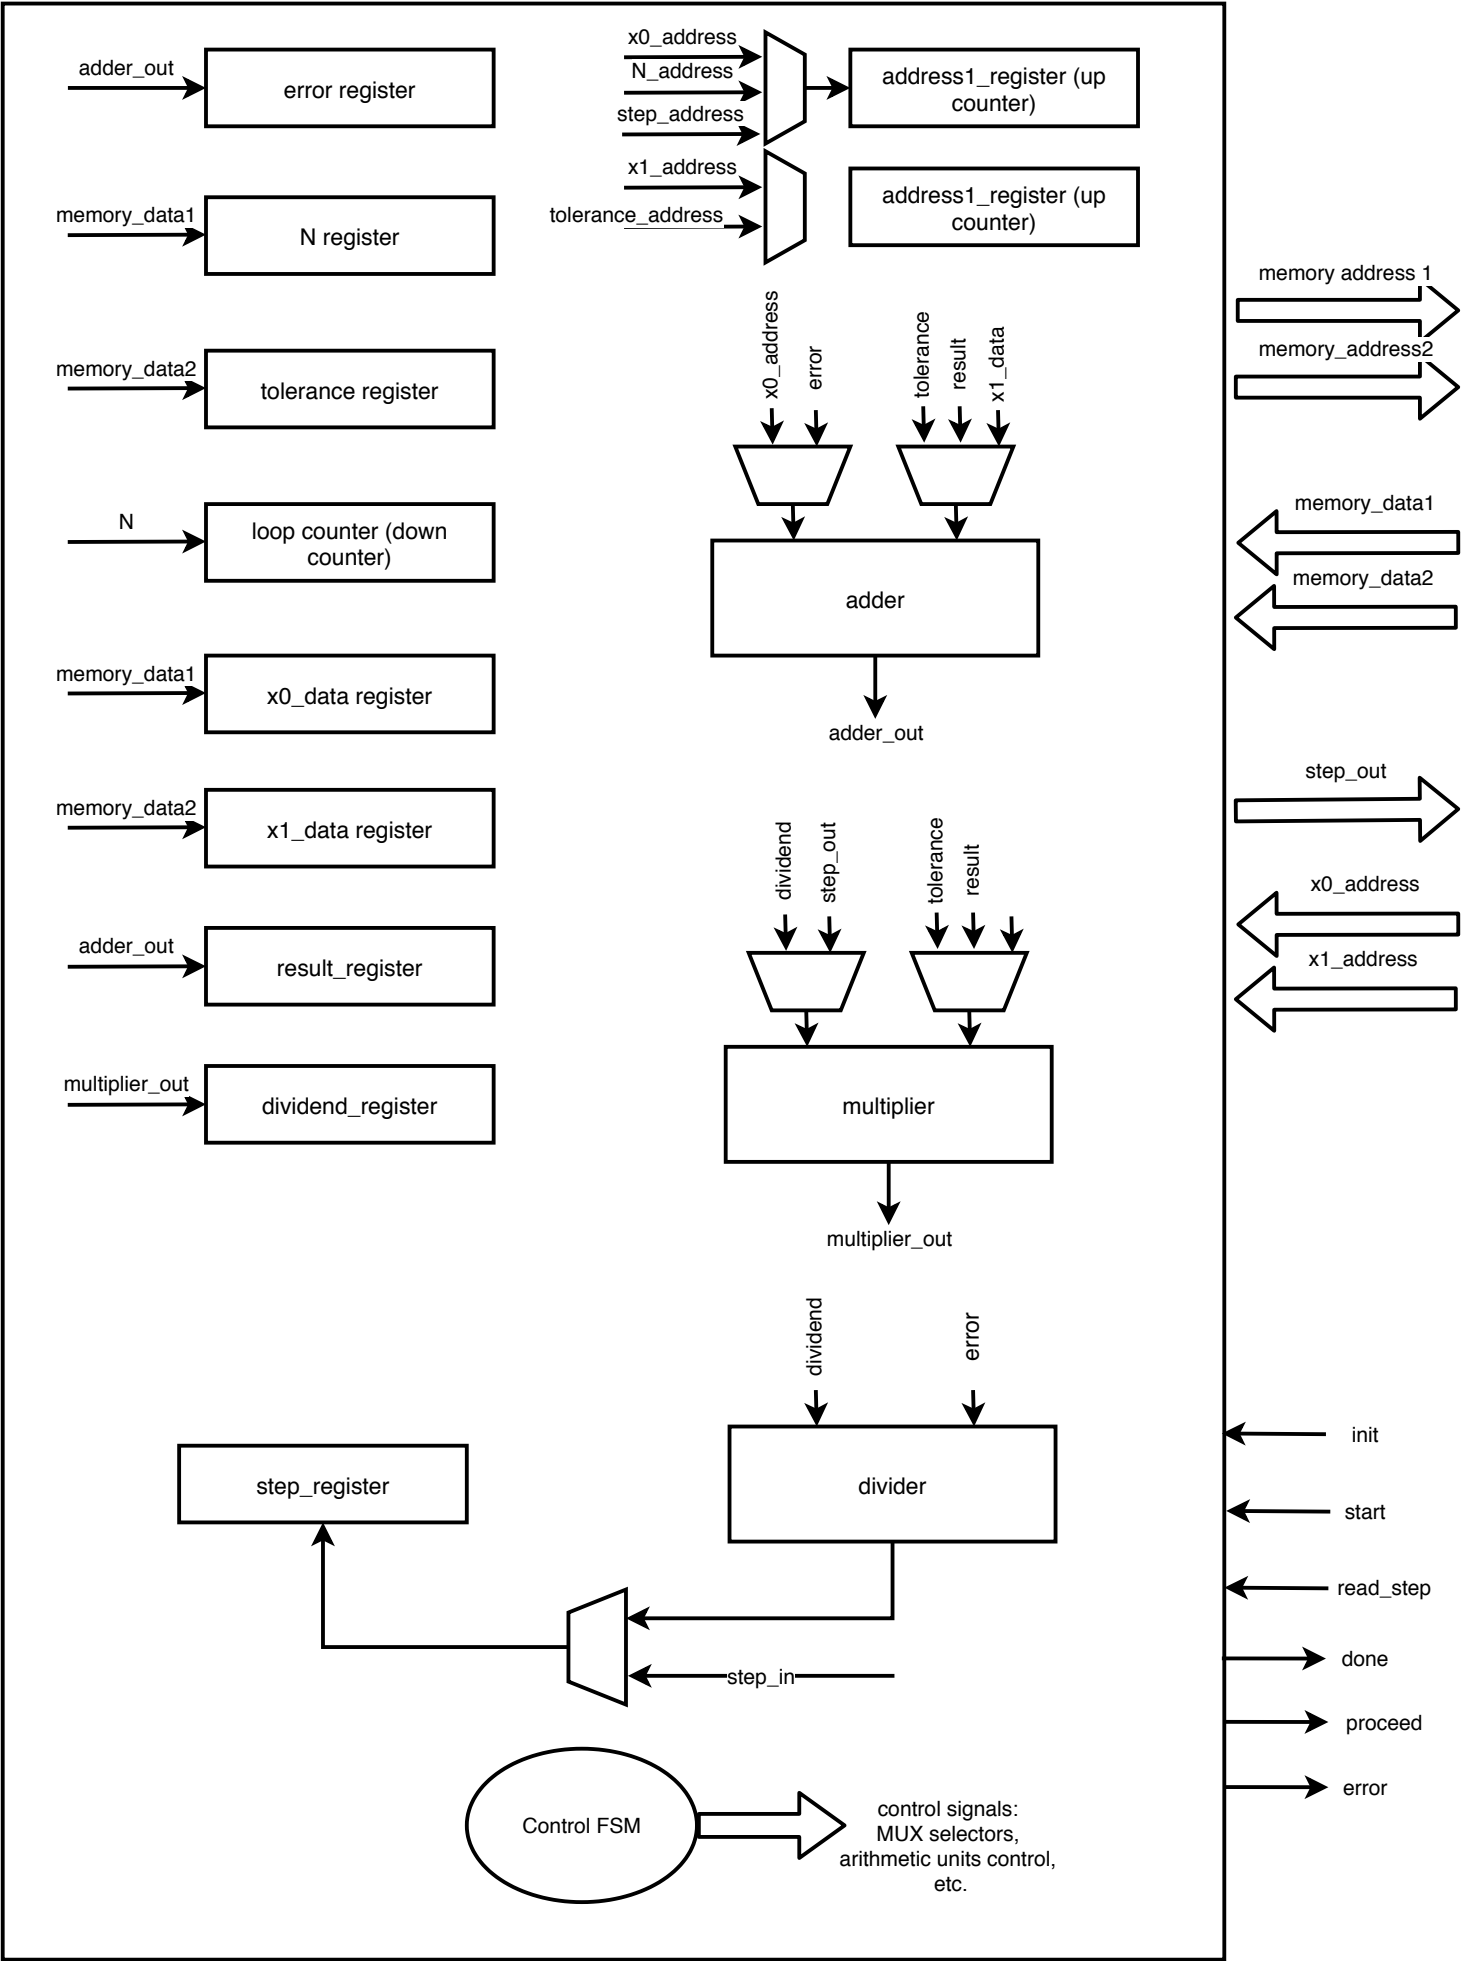 adder_out
error register
memory_data1
N register
memory_data2
tolerance register
N
loop counter (down
counter)
memory_data1
x0_data register
memory_data2
x1_data register
adder_out
result_register
multiplier_out
dividend_register
x0_address
N_address
step_address
address1_register (up
counter)
x1_address
tolerance_address
address1_register (up
counter)
x0_address
error
tolerance
result
x1_data
adder
adder_out
dividend
step_out
tolerance
result
multiplier
multiplier_out
dividend
error
divider
step_register
step_in
Control FSM
control signals:
MUX selectors,
arithmetic units control,
etc.
memory address 1
memory_address2
memory_data1
memory_data2
step_out
x0_address
x1_address
init
start
read_step
done
proceed
error